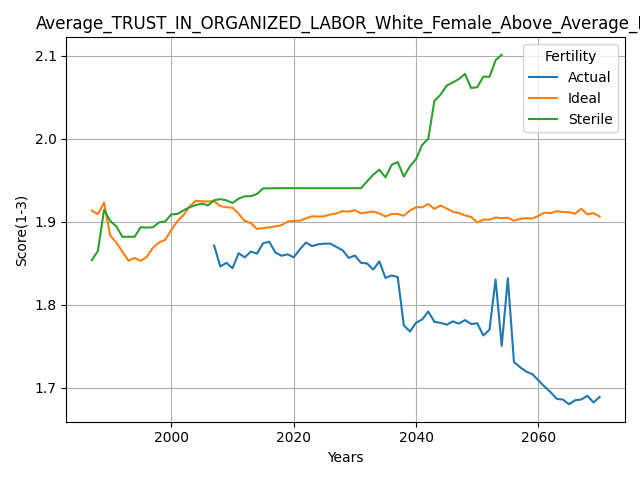 Average_TRUST_IN_ORGANIZED_LABOR_White_Female_Above_Average_
Fertility
Actual
Ideal
Sterile
Score(1-3)
2.1
2.0
1.9
1.8
1.7
2000 2020 2040 2060
Years